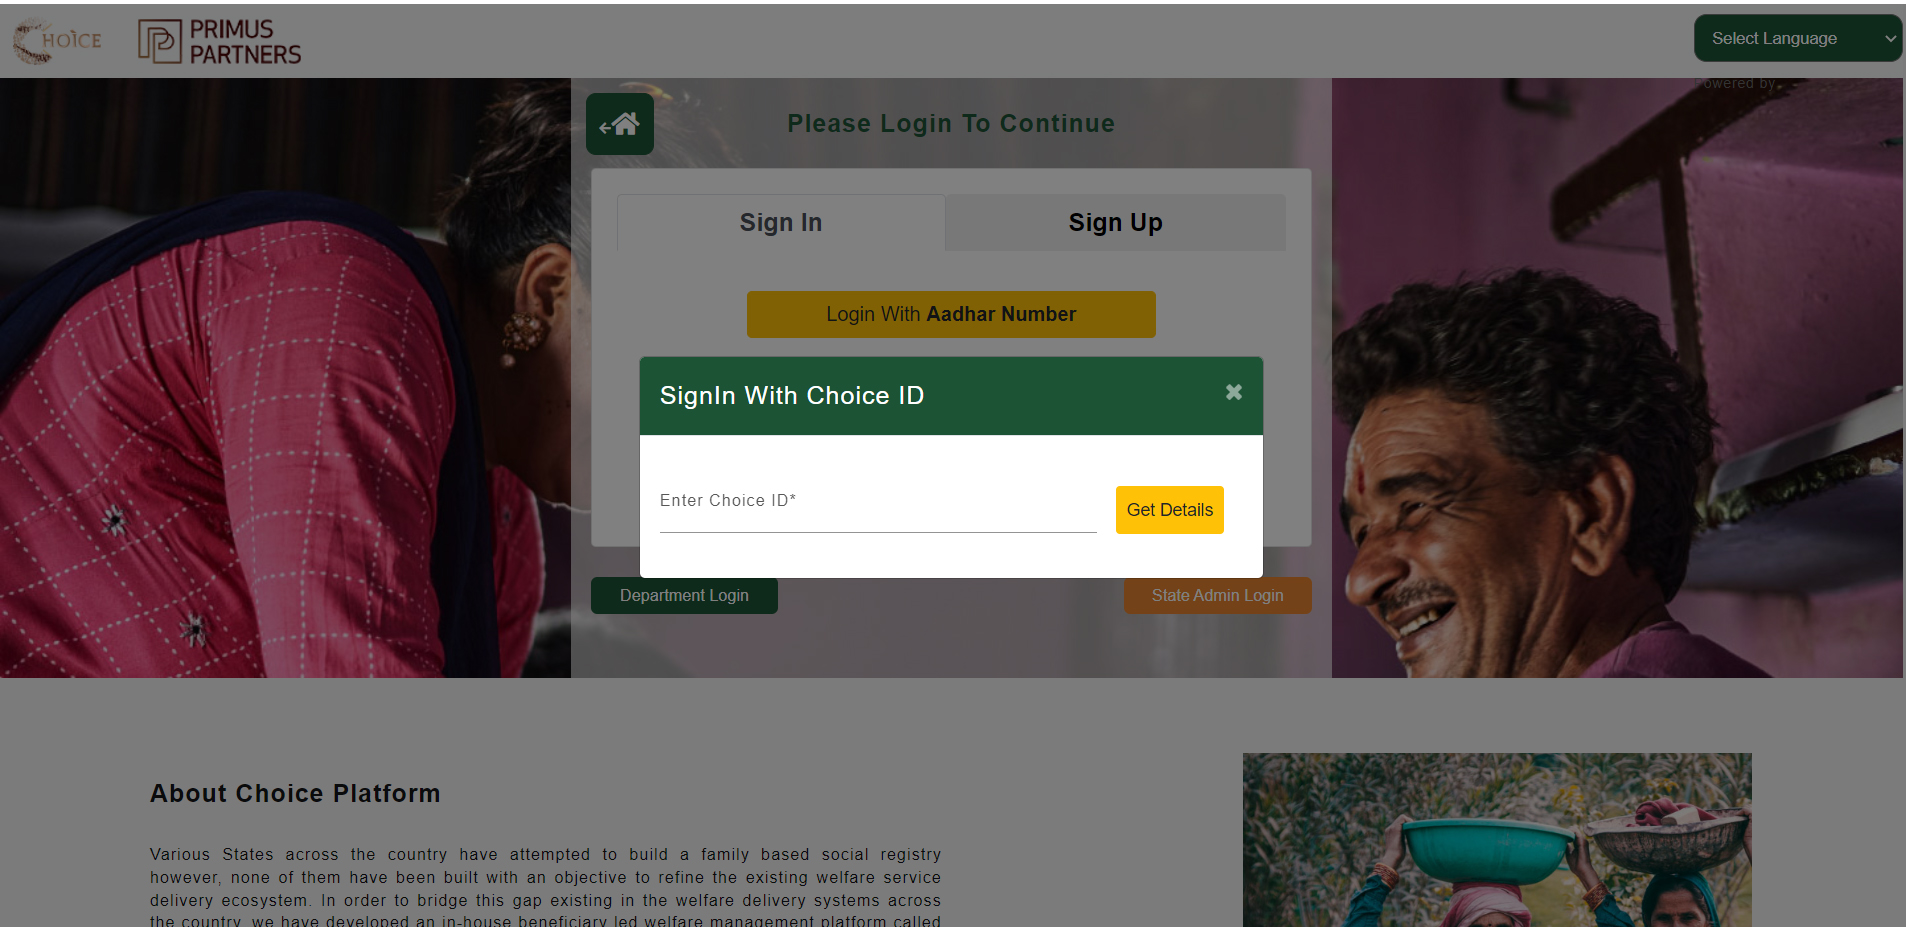 CHOICE
PRIMUS
PARTNERS
Select Language
Powered by
Please Login To Continue
Sign In
Sign Up
Login With Aadhar Number
SignIn With Choice ID
Enter Choice ID*
Get Details
Department Login
State Admin Login
About Choice Platform
Various States across the country have attempted to build a family based social registry
however, none of them have been built with an objective to refine the existing welfare service
delivery ecosystem. In order to bridge this gap existing in the welfare delivery systems across
the country, we have developed an in-house beneficiary led welfare management platform called